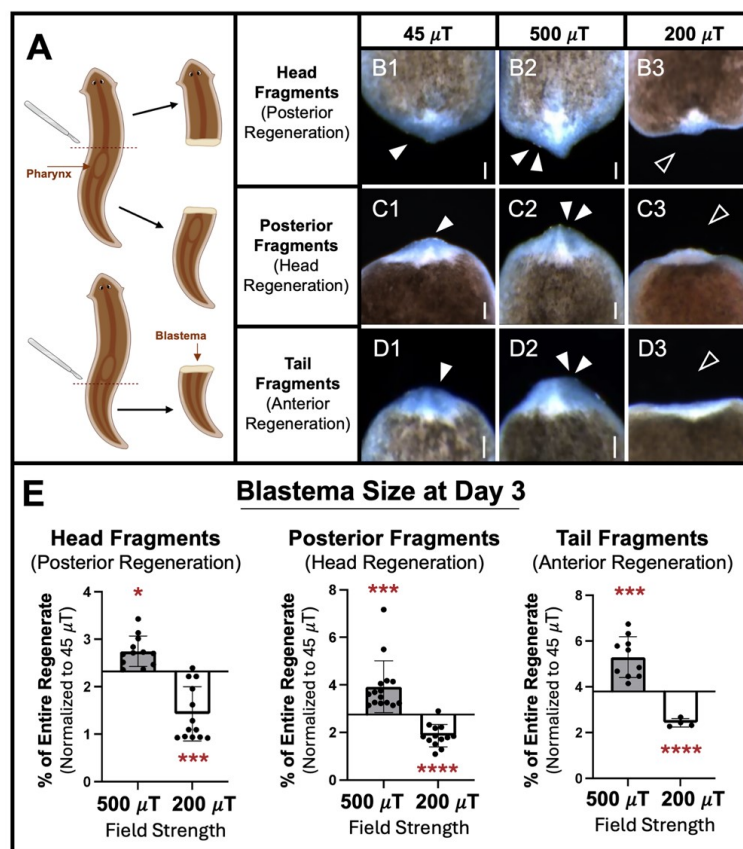 A
45 μT
500 μT
200 μT
Head
Fragments
(Posterior
Regeneration)
B1
B2
B3
Pharynx
Posterior
Fragments
(Head
Regeneration)
C1
C2
C3
Blastema
Tail
Fragments
(Anterior
Regeneration)
D1
D2
D3
E
Blastema Size at Day 3
Head Fragments
(Posterior Regeneration)
% of Entire Regenerate
(Normalized to 45 μT)
4
3
2
1
0
*
***
500 μT
200 μT
Field Strength
Posterior Fragments
(Head Regeneration)
% of Entire Regenerate
(Normalized to 45 μT)
8
6
4
2
0
***
****
500 μT
200 μT
Field Strength
Tail Fragments
(Anterior Regeneration)
% of Entire Regenerate
(Normalized to 45 μT)
8
6
4
2
0
***
****
500 μT
200 μT
Field Strength